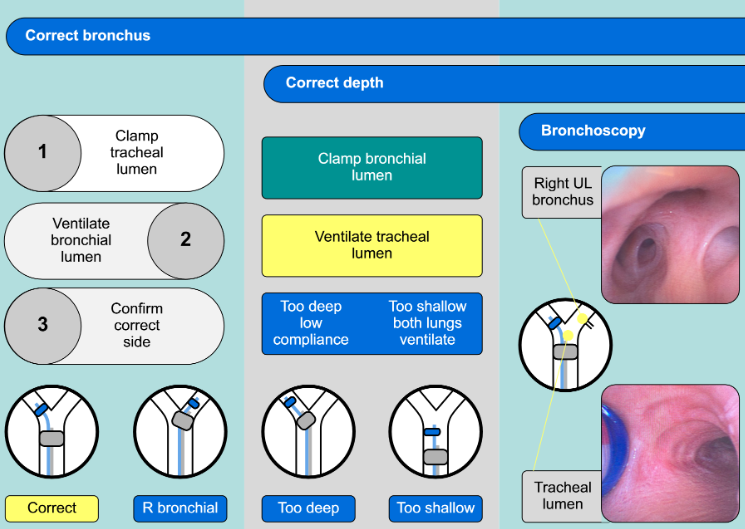 Correct bronchus
Correct depth
Bronchoscopy
1
Clamp
tracheal
lumen
Ventilate
bronchial
lumen
2
3
Confirm
correct
side
Clamp bronchial
lumen
Ventilate tracheal
lumen
Too deep
low
compliance
Too shallow
both lungs
ventilate
Right UL
bronchus
Tracheal
lumen
Correct
R bronchial
Too deep
Too shallow